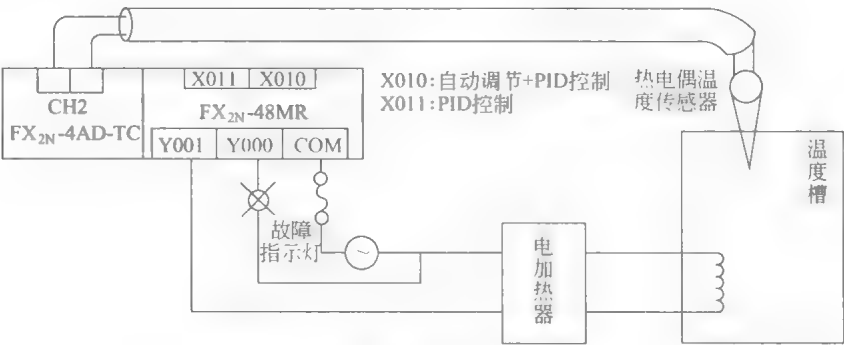 X011 X010
X010:自动调节+PID控制
X011:PID控制
热电偶温
度传感器
CH2
FX2N-4AD-TC
FX2N-48MR
Y001 Y000 COM
温度槽
故障
指示灯
~
电加热器